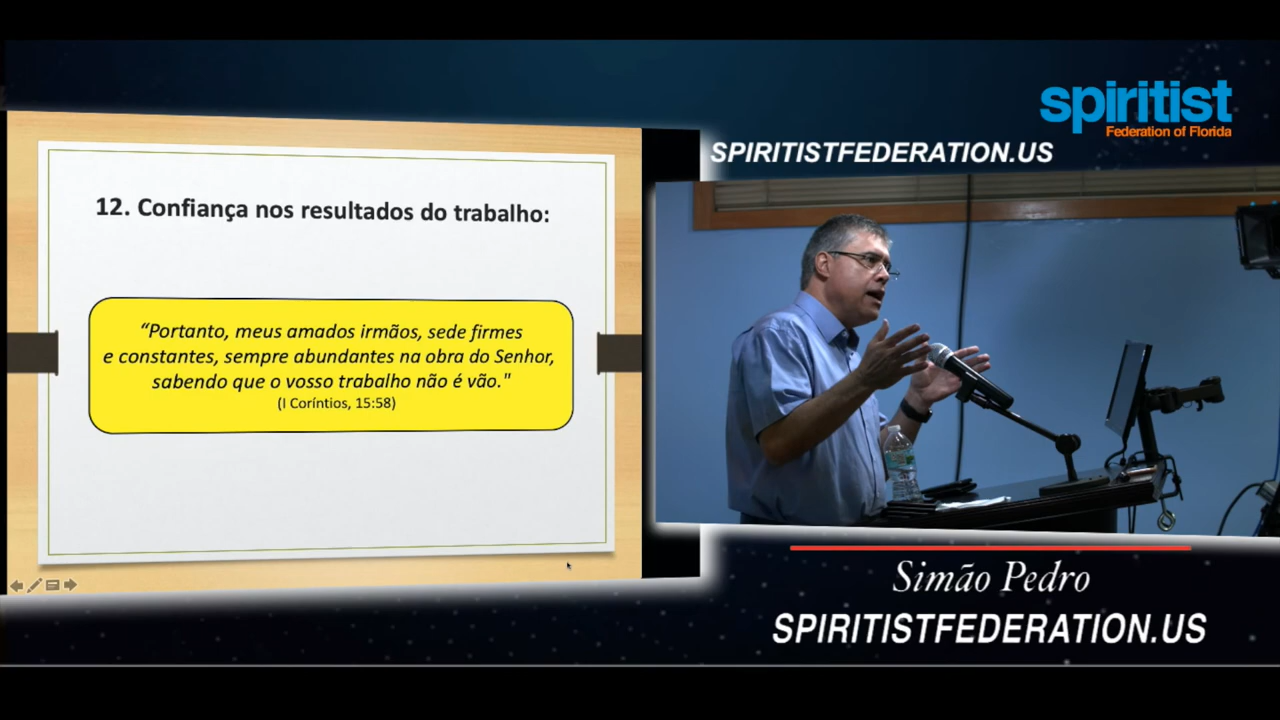 12. Confiança nos resultados do trabalho:
“Portanto, meus amados irmãos, sede firmes
e constantes, sempre abundantes na obra do Senhor,
sabendo que o vosso trabalho não é vão."
(I Coríntios, 15:58)
spiritist
Federation of Florida
SPIRITISTFEDERATION.US
Simão Pedro
SPIRITISTFEDERATION.US